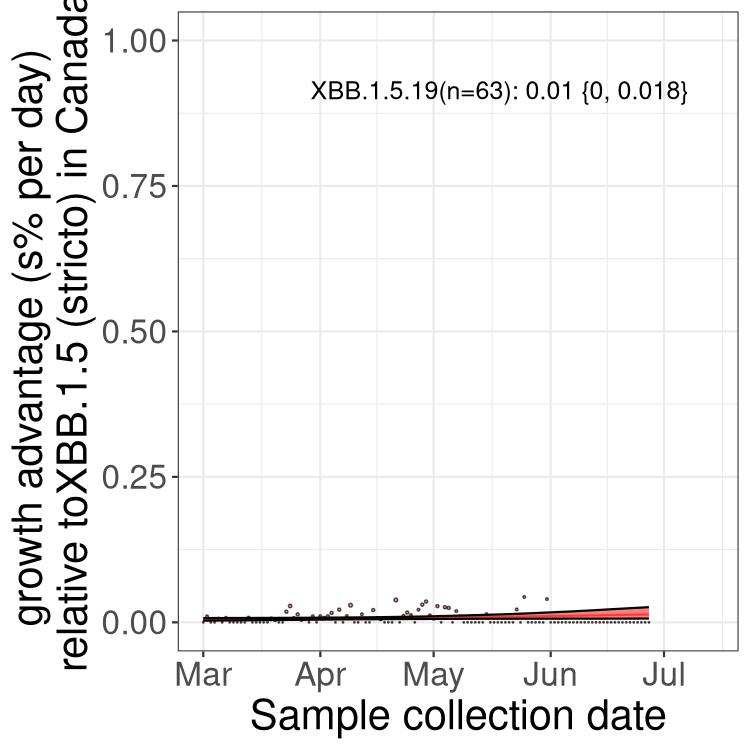 growth advantage (s% per day)
relative toXBB.1.5 (stricto) in Canada
1.00
0.75
0.50
0.25
0.00
XBB.1.5.19(n=63): 0.01 {0, 0.018}
Mar Apr May Jun Jul
Sample collection date